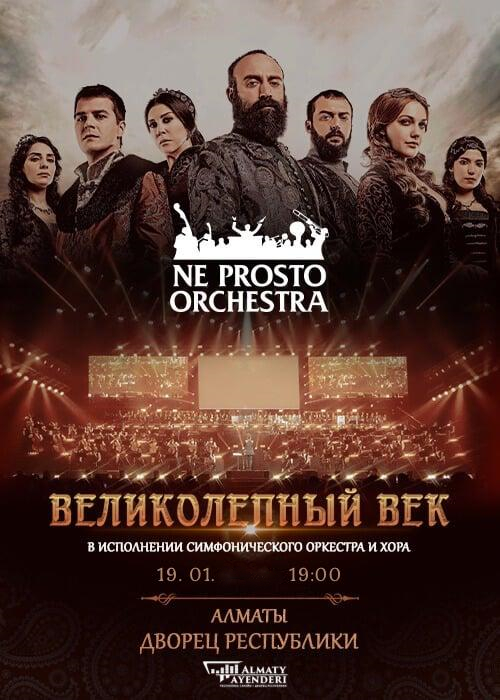 NE PROSTO
ORCHESTRA
ВЕЛИКОЛЕПНЫЙ ВЕК
В ИСПОЛНЕНИИ СИМФОНИЧЕСКОГО ОРКЕСТРА И ХОРА
19. 01. 19:00
АЛМАТЫ
ДВОРЕЦ РЕСПУБЛИКИ
ALMATY
AYENDERI